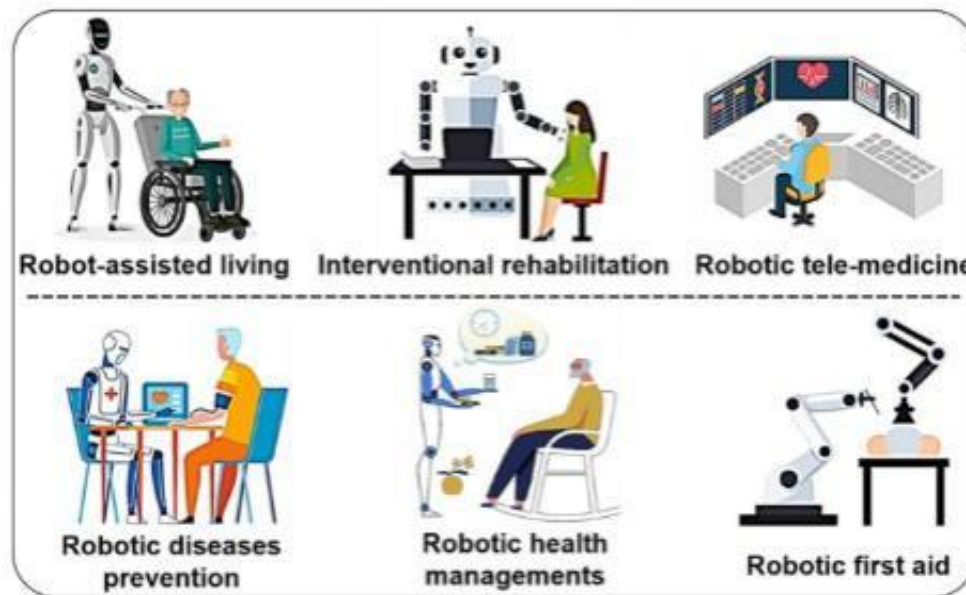 Robot-assisted living
Interventional rehabilitation
Robotic tele-medicine
Robotic diseases
prevention
Robotic health
managements
Robotic first aid